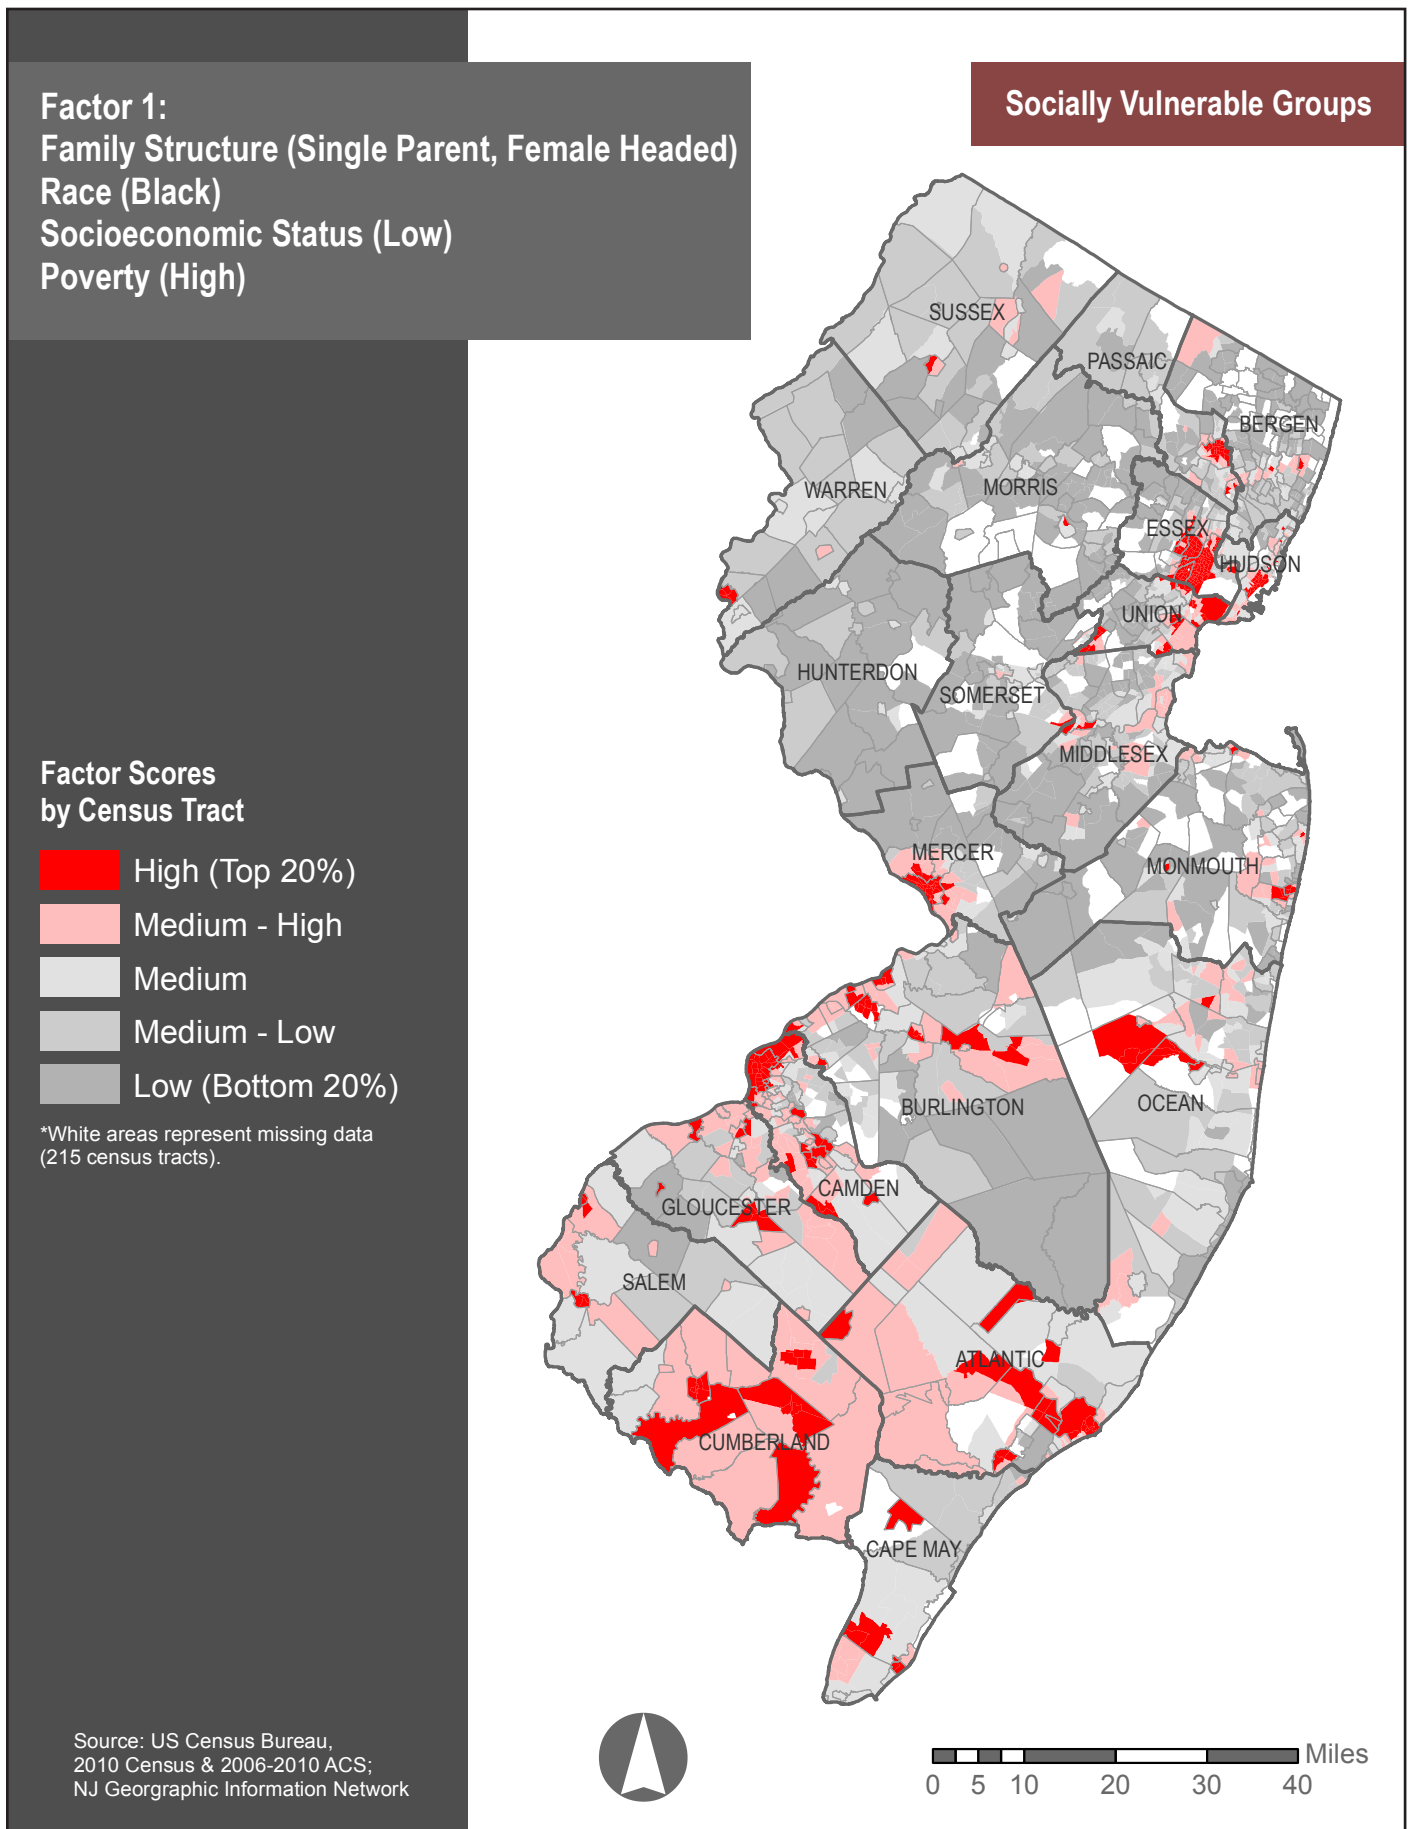 Factor 1:
Family Structure (Single Parent, Female Headed)
Race (Black)
Socioeconomic Status (Low)
Poverty (High)
Socially Vulnerable Groups
SUSSEX
PASSAIC
BERGEN
WARREN
MORRIS
ESSEX
HUDSON
UNION
HUNTERDON
SOMERSET
MIDDLESEX
MERCER
MONMOUTH
BURLINGTON
OCEAN
CAMDEN
GLOUCESTER
SALEM
ATLANTIC
CUMBERLAND
CAPE MAY
Factor Scores
by Census Tract
High (Top 20%)
Medium - High
Medium
Medium - Low
Low (Bottom 20%)
*White areas represent missing data
(215 census tracts).
Source: US Census Bureau,
2010 Census & 2006-2010 ACS;
NJ Georgraphic Information Network
Miles
0 5 10 20 30 40